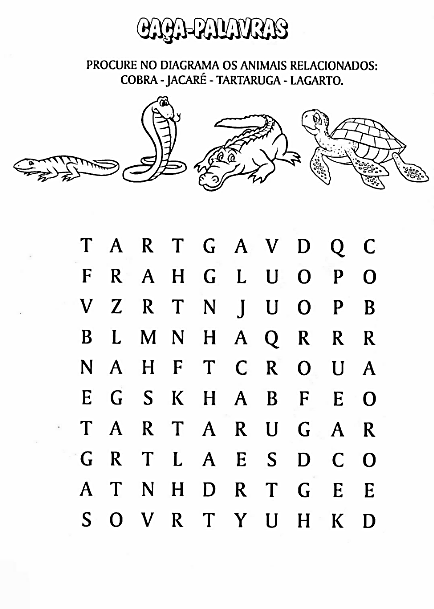 CAÇA-PALAVRAS
PROCURE NO DIAGRAMA OS ANIMAIS RELACIONADOS:
COBRA - JACARÉ - TARTARUGA - LAGARTO.
T A R T G A V D Q C
F R A H G L U O P O
V Z R T N J U O P B
B L M N H A Q R R R
N A H F T C R O U A
E G S K H A B F E O
T A R T A R U G A R
G R T L A E S D C O
A T N H D R T G E E
S O V R T Y U H K D